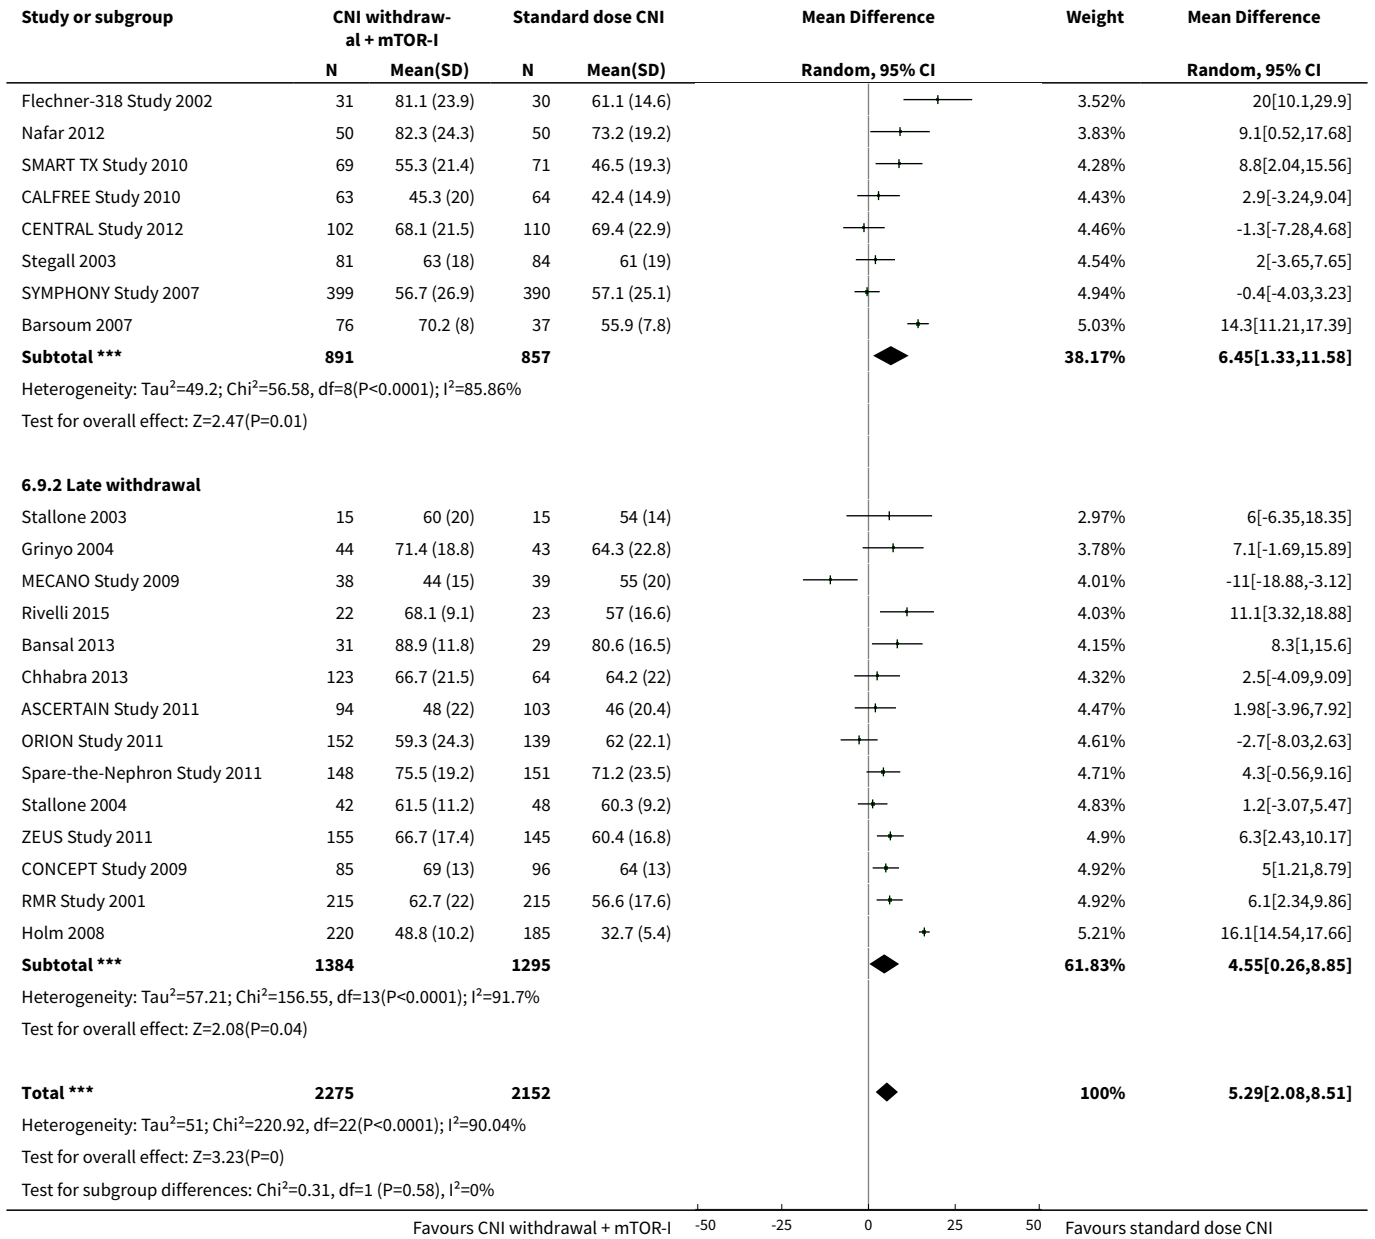 Study or subgroup CNI withdraw- Standard dose CNI Mean Difference Weight Mean Difference
al + mTOR-I
N Mean(SD) N Mean(SD) Random, 95% CI Random, 95% CI
Flechner-318 Study 2002 31 81.1 (23.9) 30 61.1 (14.6) 3.52% 20[10.1,29.9]
Nafar 2012 50 82.3 (24.3) 50 73.2 (19.2) 3.83% 9.1[0.52,17.68]
SMART TX Study 2010 69 55.3 (21.4) 71 46.5 (19.3) 4.28% 8.8[2.04,15.56]
CALFREE Study 2010 63 45.3 (20) 64 42.4 (14.9) 4.43% 2.9[-3.24,9.04]
CENTRAL Study 2012 102 68.1 (21.5) 110 69.4 (22.9) 4.46% -1.3[-7.28,4.68]
Stegall 2003 81 63 (18) 84 61 (19) 4.54% 2[-3.65,7.65]
SYMPHONY Study 2007 399 56.7 (26.9) 390 57.1 (25.1) 4.94% -0.4[-4.03,3.23]
Barsoum 2007 76 70.2 (8) 37 55.9 (7.8) 5.03% 14.3[11.21,17.39]
Subtotal *** 891 857 38.17% 6.45[1.33,11.58]
Heterogeneity: Tau²=49.2; Chi²=56.58, df=8(P<0.0001); I²=85.86%
Test for overall effect: Z=2.47(P=0.01)
6.9.2 Late withdrawal
Stallone 2003 15 60 (20) 15 54 (14) 2.97% 6[-6.35,18.35]
Grinyo 2004 44 71.4 (18.8) 43 64.3 (22.8) 3.78% 7.1[-1.69,15.89]
MECANO Study 2009 38 44 (15) 39 55 (20) 4.01% -11[-18.88,-3.12]
Rivelli 2015 22 68.1 (9.1) 23 57 (16.6) 4.03% 11.1[3.32,18.88]
Bansal 2013 31 88.9 (11.8) 29 80.6 (16.5) 4.15% 8.3[1,15.6]
Chhabra 2013 123 66.7 (21.5) 64 64.2 (22) 4.32% 2.5[-4.09,9.09]
ASCERTAIN Study 2011 94 48 (22) 103 46 (20.4) 4.47% 1.98[-3.96,7.92]
ORION Study 2011 152 59.3 (24.3) 139 62 (22.1) 4.61% -2.7[-8.03,2.63]
Spare-the-Nephron Study 2011 148 75.5 (19.2) 151 71.2 (23.5) 4.71% 4.3[-0.56,9.16]
Stallone 2004 42 61.5 (11.2) 48 60.3 (9.2) 4.83% 1.2[-3.07,5.47]
ZEUS Study 2011 155 66.7 (17.4) 145 60.4 (16.8) 4.9% 6.3[2.43,10.17]
CONCEPT Study 2009 85 69 (13) 96 64 (13) 4.92% 5[1.21,8.79]
RMR Study 2001 215 62.7 (22) 215 56.6 (17.6) 4.92% 6.1[2.34,9.86]
Holm 2008 220 48.8 (10.2) 185 32.7 (5.4) 5.21% 16.1[14.54,17.66]
Subtotal *** 1384 1295 61.83% 4.55[0.26,8.85]
Heterogeneity: Tau²=57.21; Chi²=156.55, df=13(P<0.0001); I²=91.7%
Test for overall effect: Z=2.08(P=0.04)
Total *** 2275 2152 100% 5.29[2.08,8.51]
Heterogeneity: Tau²=51; Chi²=220.92, df=22(P<0.0001); I²=90.04%
Test for overall effect: Z=3.23(P=0)
Test for subgroup differences: Chi²=0.31, df=1 (P=0.58), I²=0%
Favours CNI withdrawal + mTOR-I -50 -25 0 25 50 Favours standard dose CNI